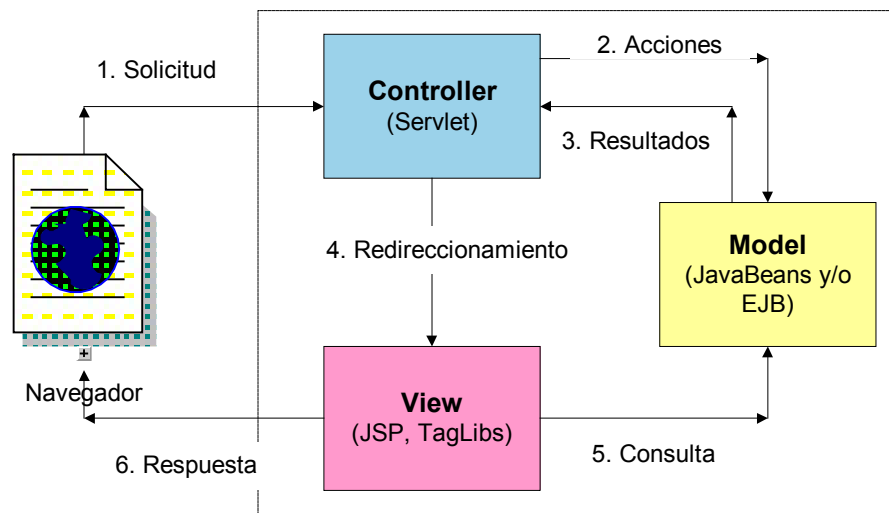 1. Solicitud
Controller
(Servlet)
2. Acciones
3. Resultados
4. Redireccionamiento
Model
(JavaBeans y/o
EJB)
Navegador
View
(JSP, TagLibs)
5. Consulta
6. Respuesta